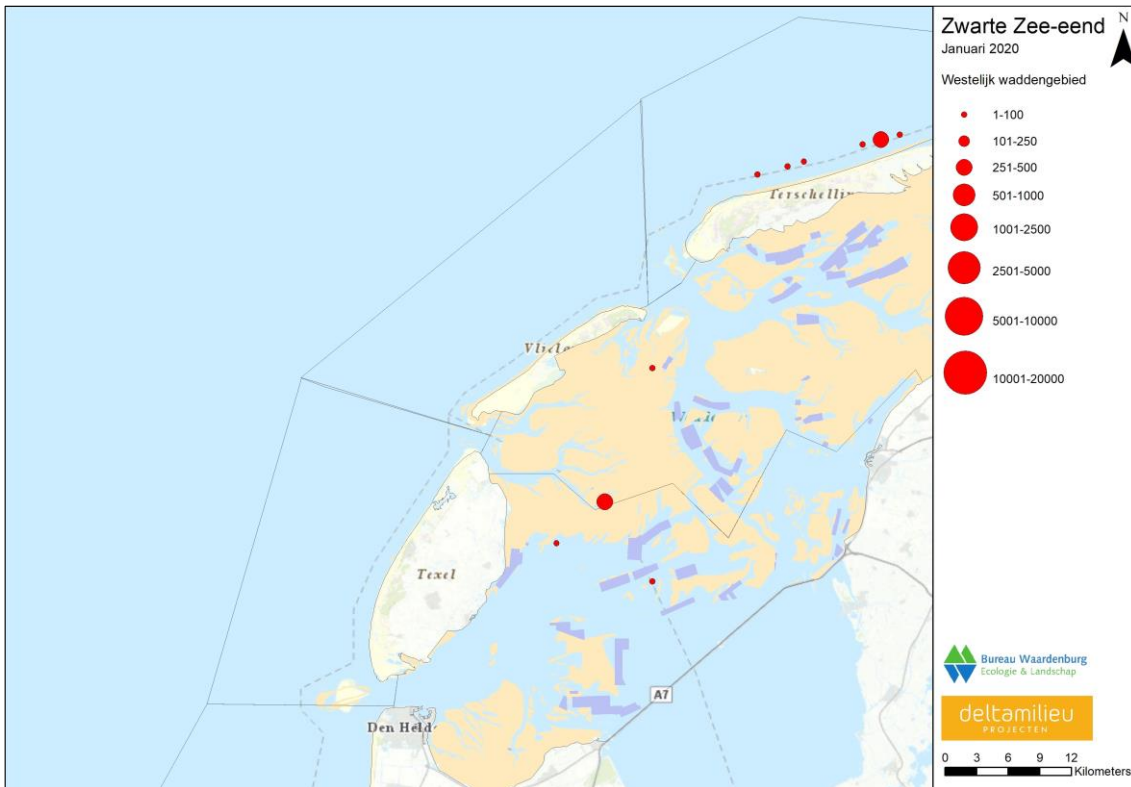 Zwarte Zee-eend
N
Januari 2020
Westelijk waddengebied
1-100
101-250
251-500
501-1000
1001-2500
2501-5000
5001-10000
10001-20000
Terschellin
Texel
A7
Den Held
Bureau Waardenburg
Ecologie & Landschap
deltamilieu
PROJECTEN
0 3 6 9 12
Kilometers